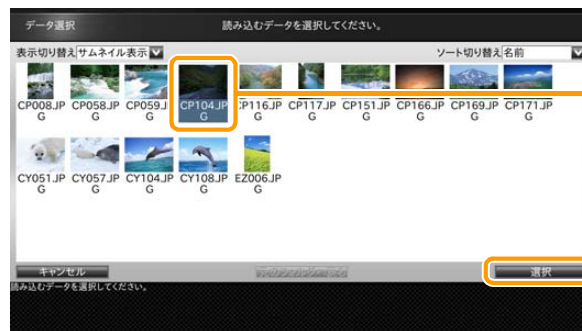 データ選択
読み込むデータを選択してください。
表示切り替え サムネイル表示
ソート切り替え 名前
CP008.JPG CP058.JPG CP059.J CP104.JPG CP116.JPG CP117.JPG CP151.JPG CP166.JPG CP169.JPG CP171.JPG
CY051.JPG CY057.JPG CY104.JPG CY108.JPG EZ006.JPG
キャンセル
選択
読み込むデータを選択してください。